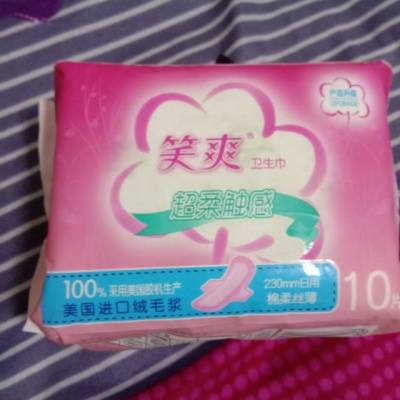 产品升级
UPGRADE
笑爽®
卫生巾
超柔触感
100%采用美国胶机生产
美国进口绒毛浆
230mm日用
棉柔丝薄
10片